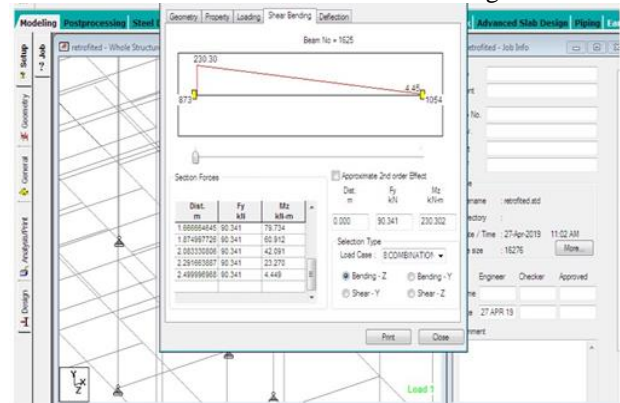 Modeling Postprocessing Steel
Advanced Slab Design Piping
Geometry Property Loading Shear Bending Deflection
retrofited - Whole Structure
retrofited - Job Info
Beam No = 1625
230.30
4.45
873
1054
Setup
Job
Geometry
General
Analysis/Print
Design
Section Forces
Approximate 2nd order Effect
Dist. m
Fy kN
Mz kN-m
0.000 90.341 230.302
Dist. m
Fy kN
Mz kN-m
1.666664645 90.341 79.734
1.874997726 90.341 60.912
2.083330806 90.341 42.091
2.291663887 90.341 23.270
2.499996968 90.341 4.449
Selection Type
Load Case : 8:COMBINATION
Bending - Z Bending - Y
Shear - Y Shear - Z
Print Close
No.
: retrofited.std
/ Time : 27-Apr-2019 11:02 AM
size : 16276 More...
Engineer Checker Approved
27 APR 19
Y
X
Z
Load 1